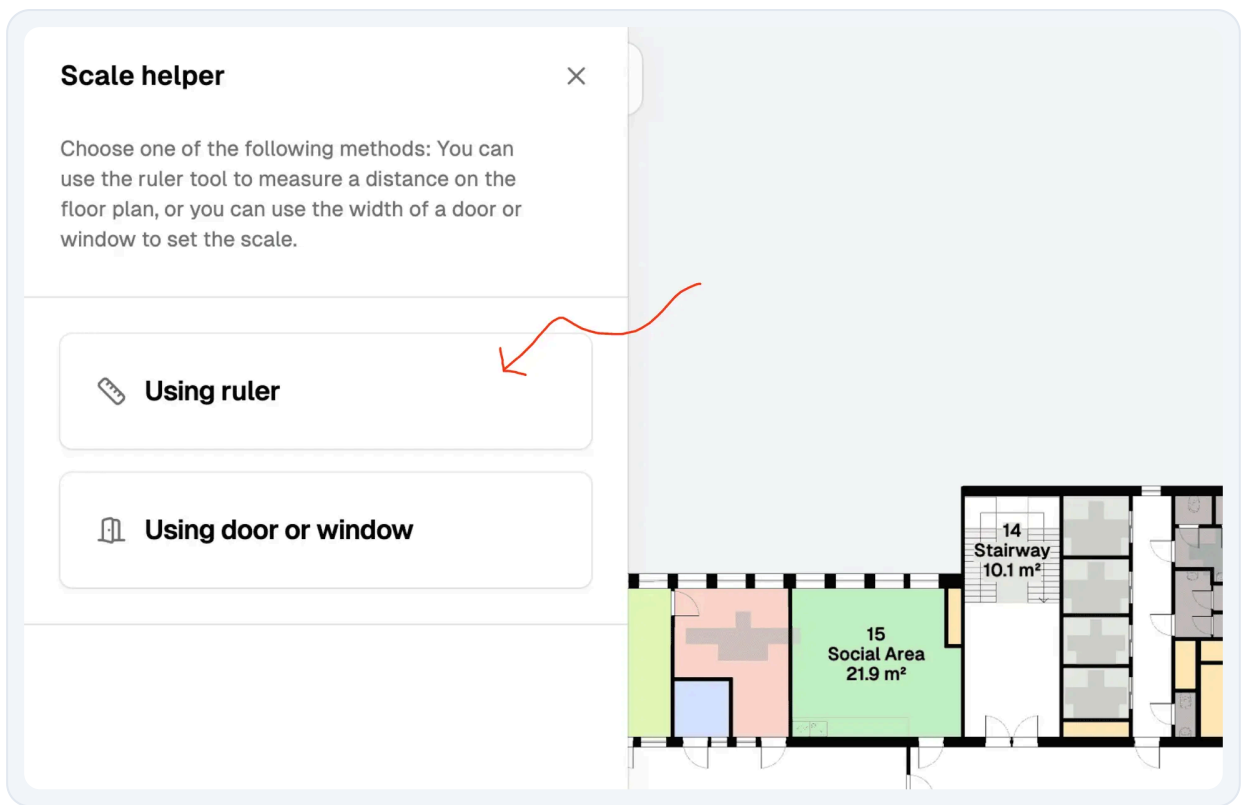 Scale helper
Choose one of the following methods: You can
use the ruler tool to measure a distance on the
floor plan, or you can use the width of a door or
window to set the scale.
Using ruler
Using door or window
14
Stairway
10.1 m²
15
Social Area
21.9 m²